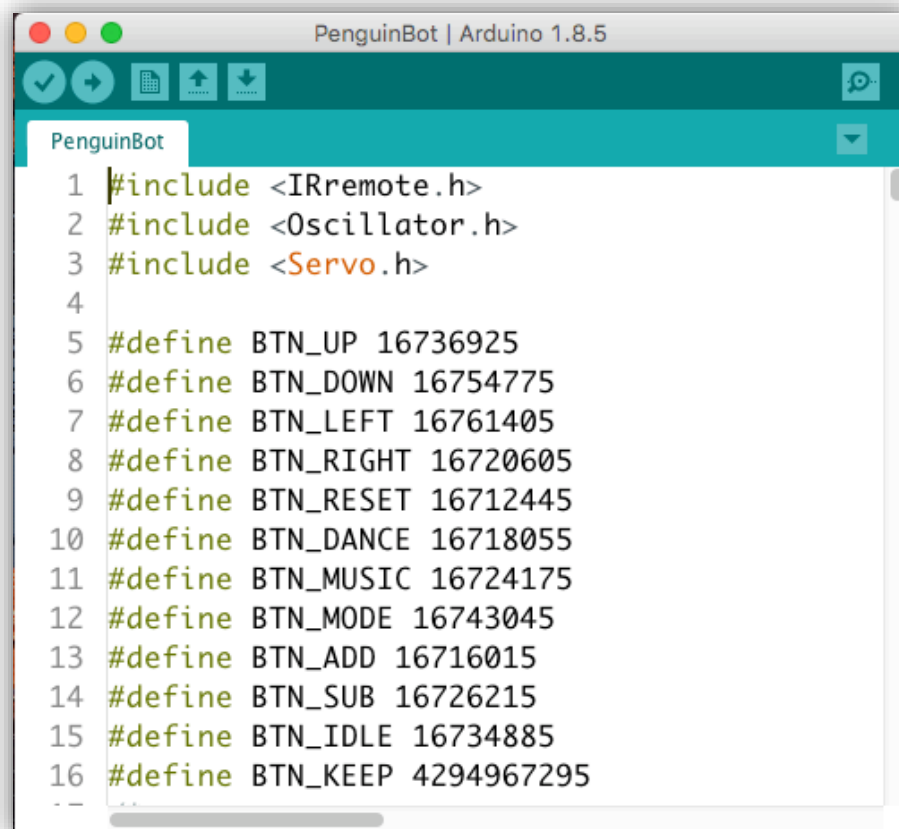 PenguinBot | Arduino 1.8.5
PenguinBot
1 #include <IRremote.h>
2 #include <Oscillator.h>
3 #include <Servo.h>
4
5 #define BTN_UP 16736925
6 #define BTN_DOWN 16754775
7 #define BTN_LEFT 16761405
8 #define BTN_RIGHT 16720605
9 #define BTN_RESET 16712445
10 #define BTN_DANCE 16718055
11 #define BTN_MUSIC 16724175
12 #define BTN_MODE 16743045
13 #define BTN_ADD 16716015
14 #define BTN_SUB 16726215
15 #define BTN_IDLE 16734885
16 #define BTN_KEEP 4294967295